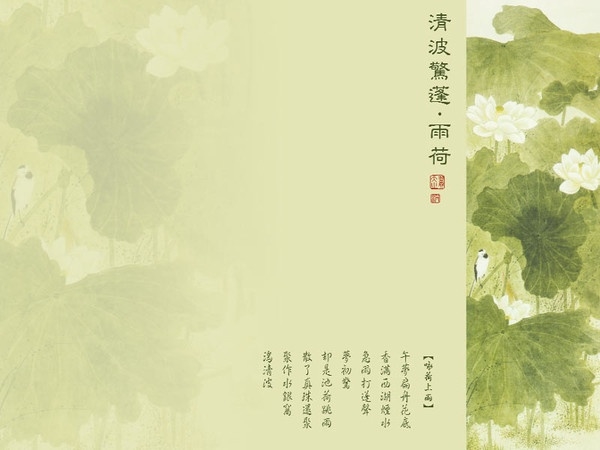 清波驚蓬·雨荷
【咏荷上雨】
午夢扁舟花底
香滿西湖煙水
急雨打蓬聲
夢初驚
却是池荷跳雨
散了真珠還聚
聚作水銀窩
瀉清波